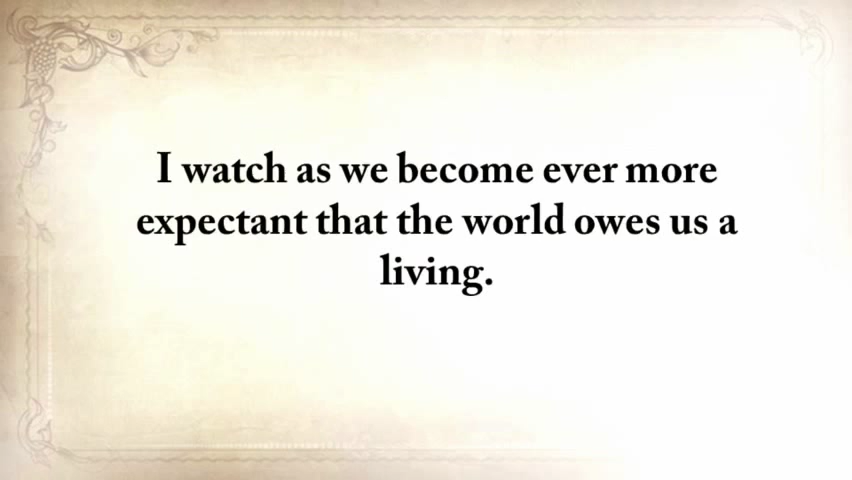 I watch as we become ever more
expectant that the world owes us a
living.